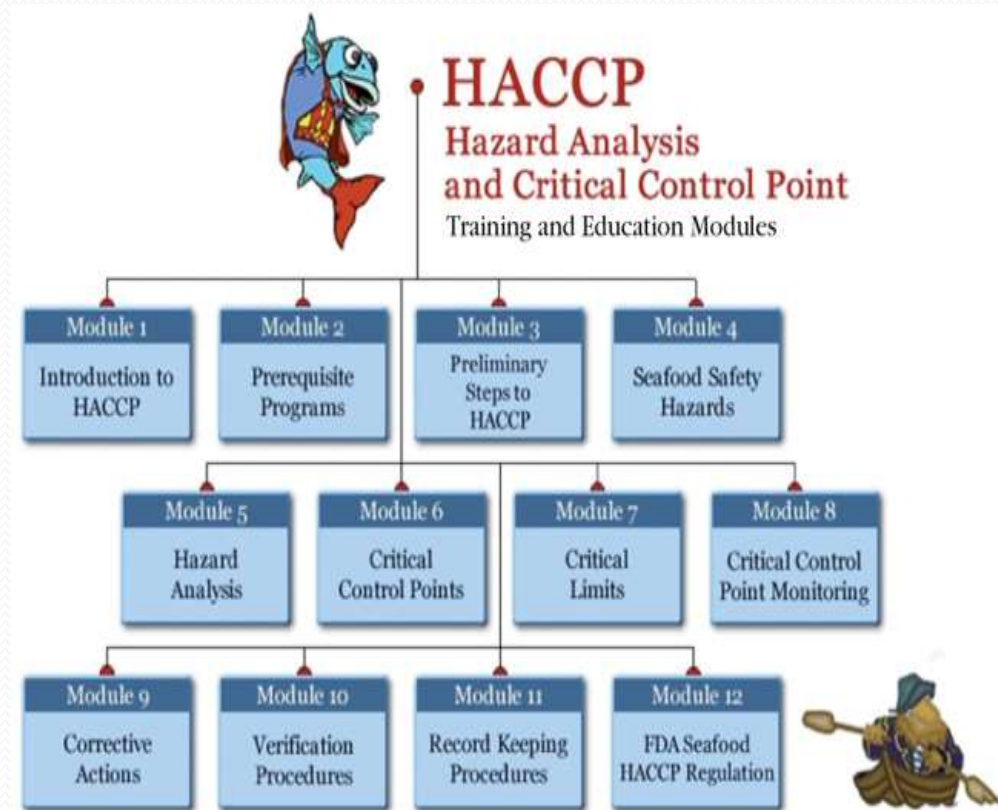 HACCP
Hazard Analysis
and Critical Control Point
Training and Education Modules
Module 1
Introduction to
HACCP
Module 2
Prerequisite
Programs
Module 3
Preliminary
Steps to
HACCP
Module 4
Seafood Safety
Hazards
Module 5
Hazard
Analysis
Module 6
Critical
Control Points
Module 7
Critical
Limits
Module 8
Critical Control
Point Monitoring
Module 9
Corrective
Actions
Module 10
Verification
Procedures
Module 11
Record Keeping
Procedures
Module 12
FDA Seafood
HACCP Regulation